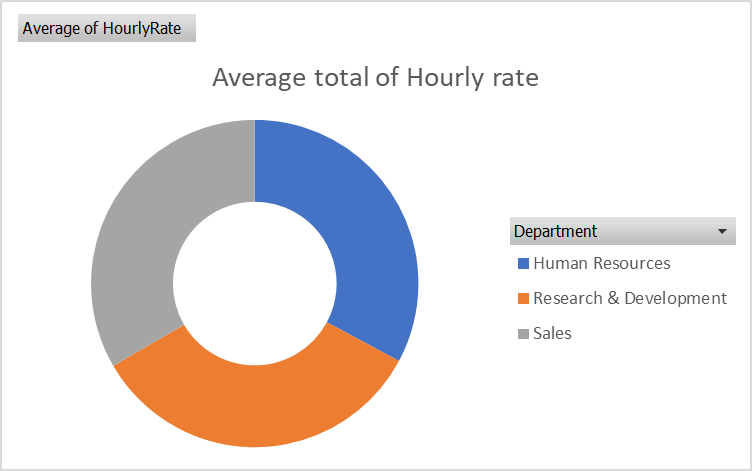 Average of HourlyRate
Average total of Hourly rate
Department
Human Resources
Research & Development
Sales